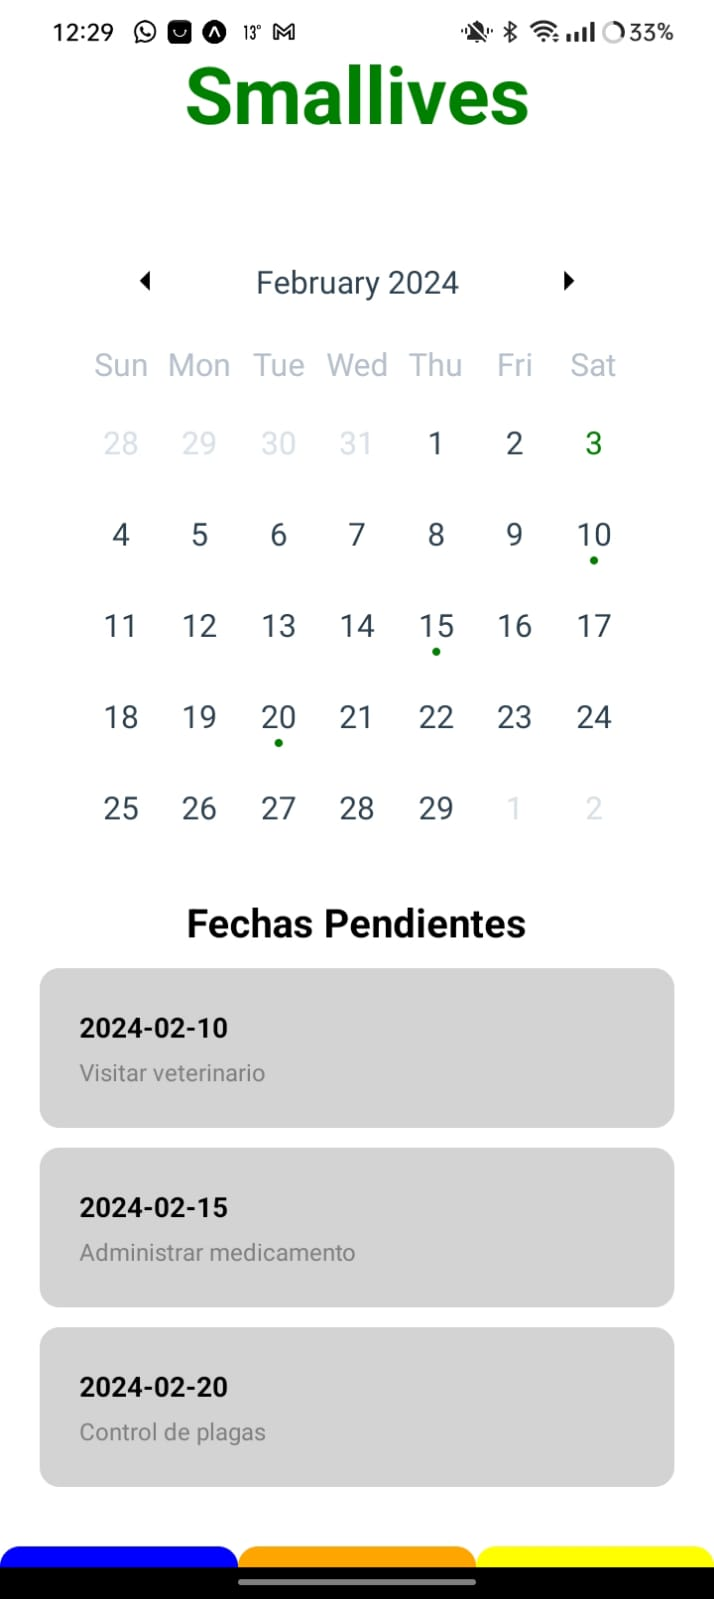 12:29 13° 33%
Smallives
February 2024
Sun Mon Tue Wed Thu Fri Sat
28 29 30 31 1 2 3
4 5 6 7 8 9 10
11 12 13 14 15 16 17
18 19 20 21 22 23 24
25 26 27 28 29 1 2
Fechas Pendientes
2024-02-10
Visitar veterinario
2024-02-15
Administrar medicamento
2024-02-20
Control de plagas